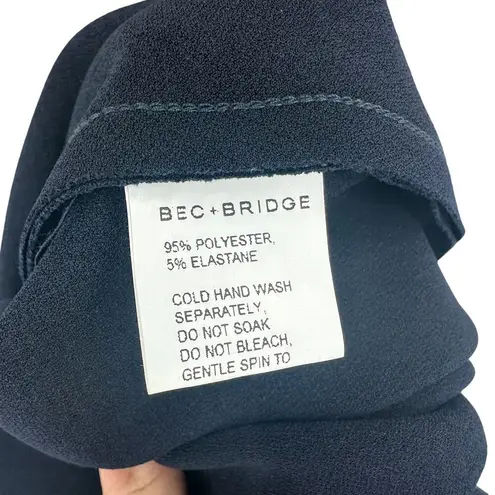 BEC+BRIDGE
95% POLYESTER,
5% ELASTANE
COLD HAND WASH
SEPARATELY,
DO NOT SOAK
DO NOT BLEACH,
GENTLE SPIN TO